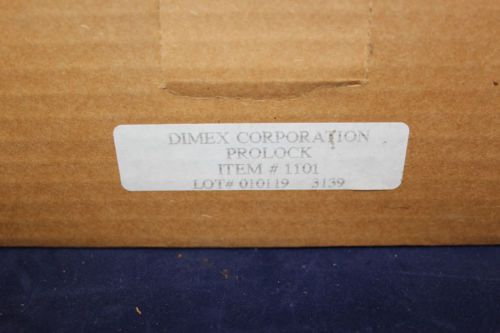 DIMEX CORPORATION
PROLOCK
ITEM # 1101
LOT# 010119 3139